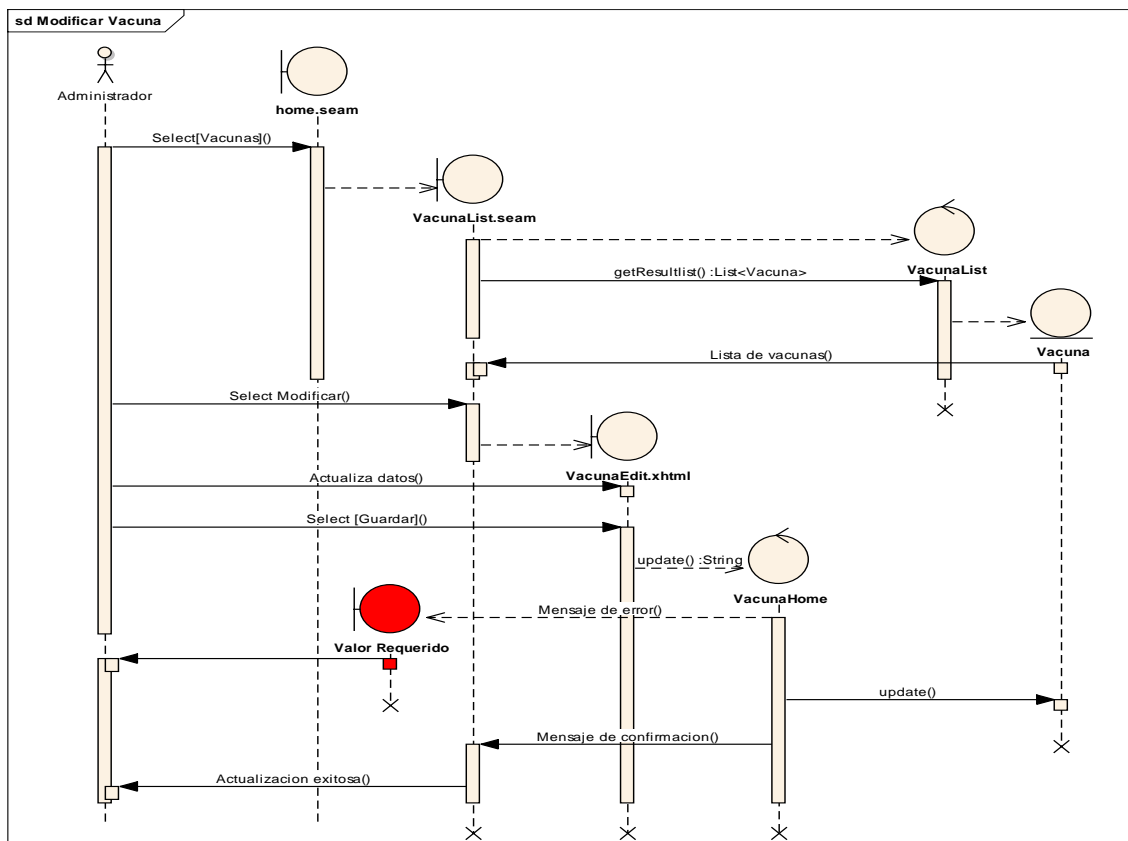 sd Modificar Vacuna
Administrador
home.seam
Select[Vacunas]()
VacunaList.seam
VacunaList
getResultlist() :List<Vacuna>
Vacuna
Lista de vacunas()
Select Modificar()
VacunaEdit.xhtml
Actualiza datos()
Select [Guardar]()
update() :String
VacunaHome
Mensaje de error()
Valor Requerido
update()
Mensaje de confirmacion()
Actualizacion exitosa()